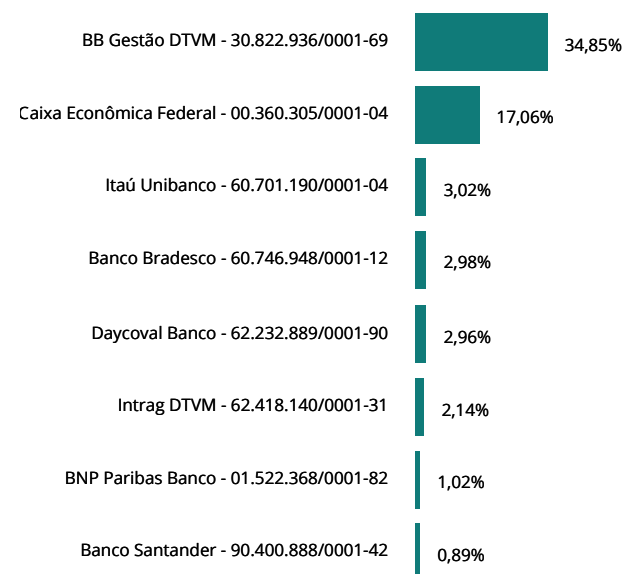 BB Gestão DTVM - 30.822.936/0001-69 34,85%
Caixa Econômica Federal - 00.360.305/0001-04 17,06%
Itaú Unibanco - 60.701.190/0001-04 3,02%
Banco Bradesco - 60.746.948/0001-12 2,98%
Daycoval Banco - 62.232.889/0001-90 2,96%
Intrag DTVM - 62.418.140/0001-31 2,14%
BNP Paribas Banco - 01.522.368/0001-82 1,02%
Banco Santander - 90.400.888/0001-42 0,89%